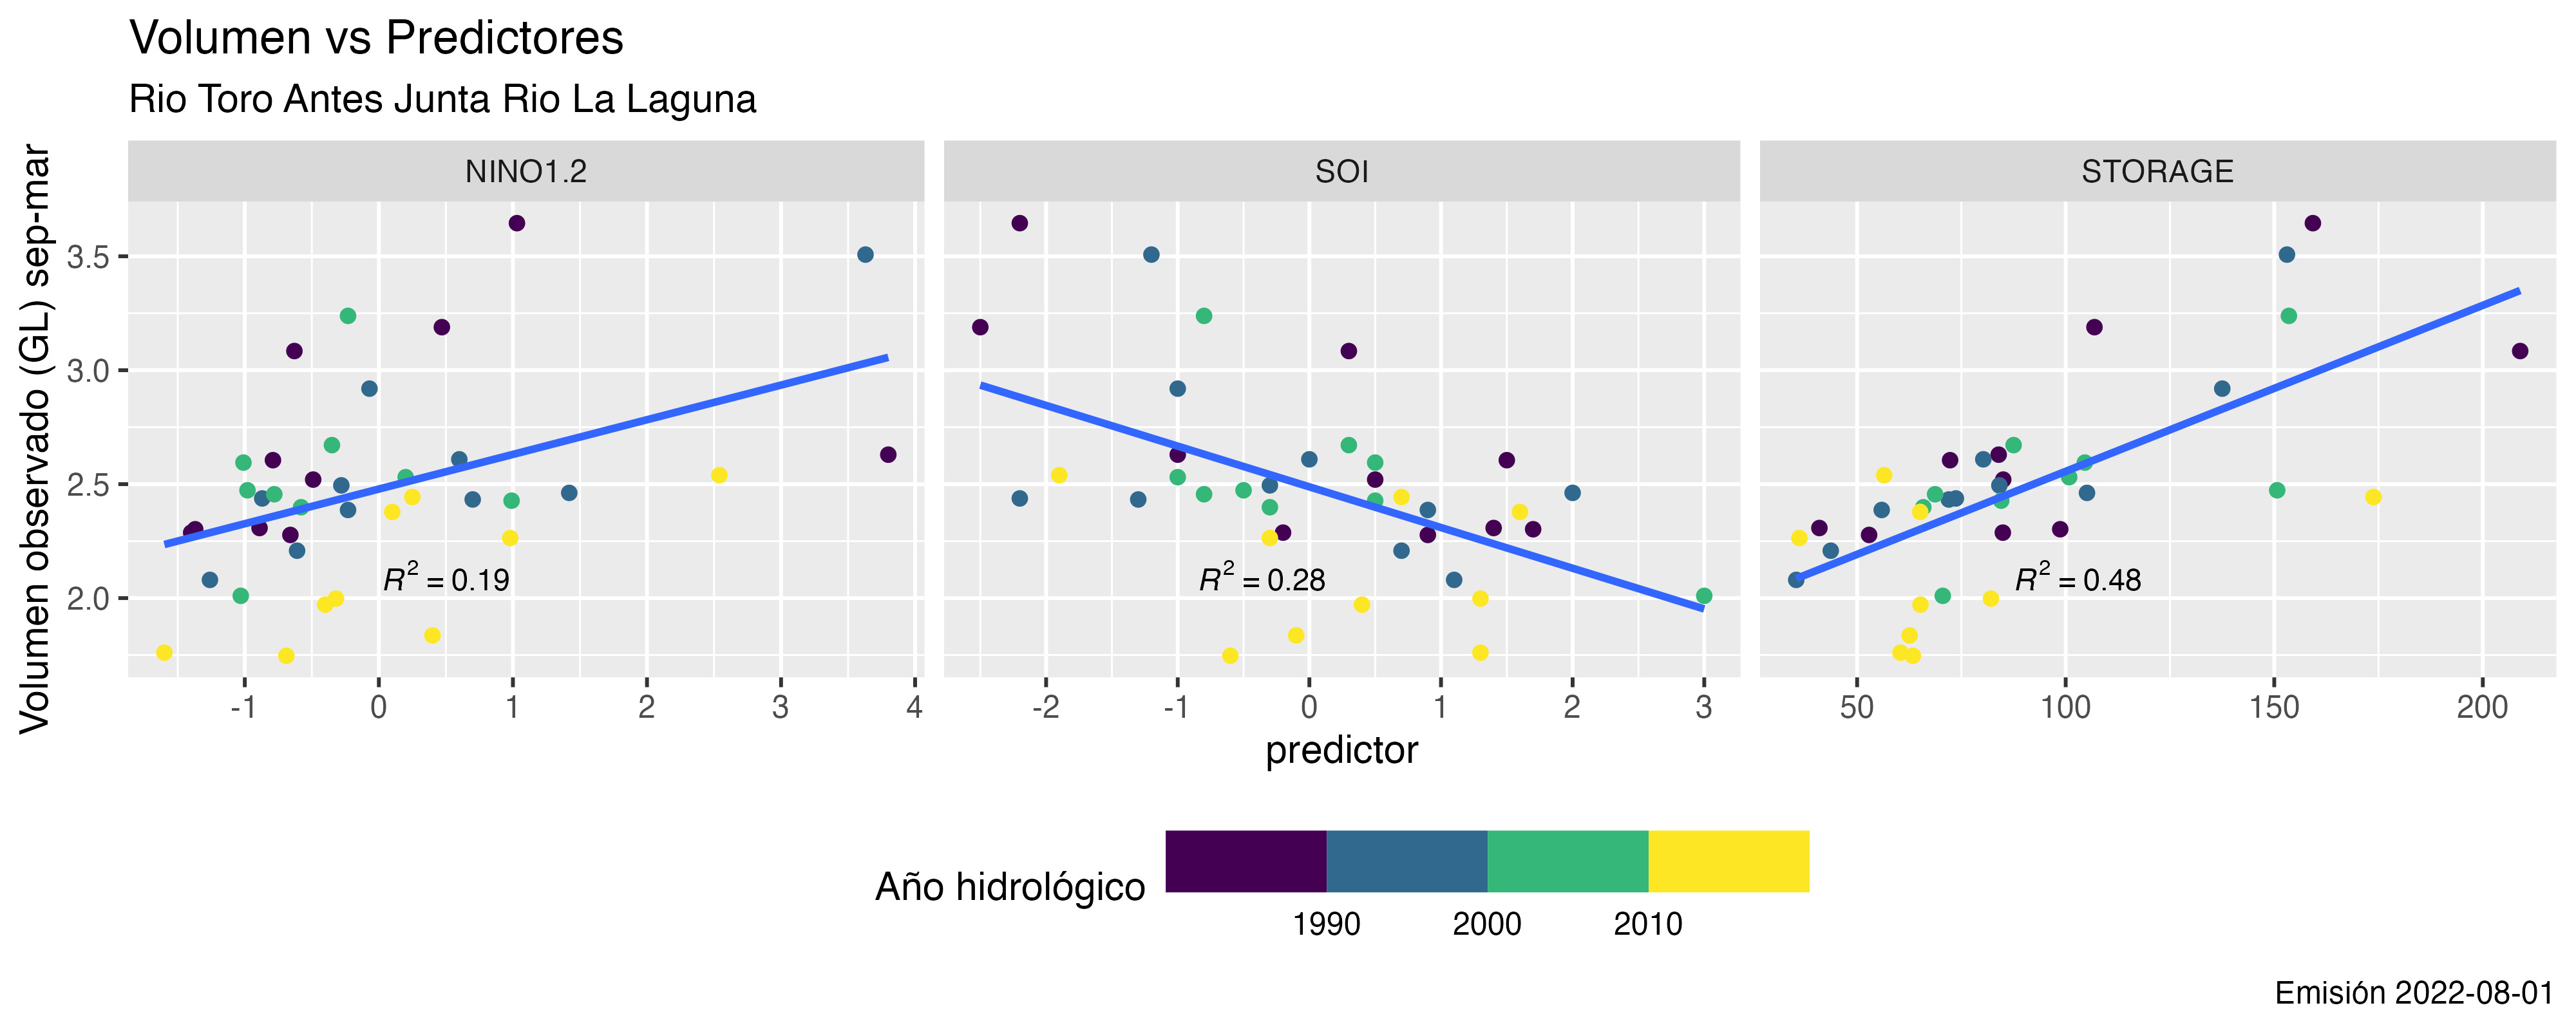 Volumen vs Predictores
Rio Toro Antes Junta Rio La Laguna
NINO1.2 SOI STORAGE
Volumen observado (GL) sep-mar
3.5
3.0
2.5
2.0
R² = 0.19 R² = 0.28 R² = 0.48
-1 0 1 2 3 4 -2 -1 0 1 2 3 50 100 150 200
predictor
Año hidrológico
1990 2000 2010
Emisión 2022-08-01